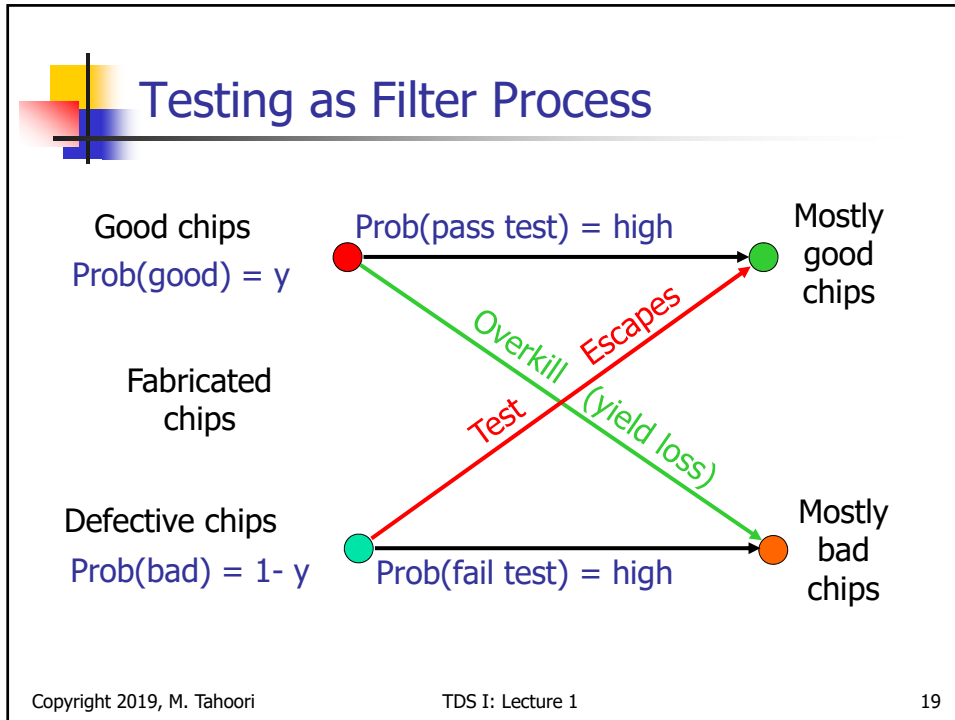 Testing as Filter Process
Good chips
Prob(good) = y
Prob(pass test) = high
Mostly
good
chips
Overkill (yield loss)
Test Escapes
Fabricated
chips
Defective chips
Prob(bad) = 1- y
Prob(fail test) = high
Mostly
bad
chips
Copyright 2019, M. Tahoori
TDS I: Lecture 1
19